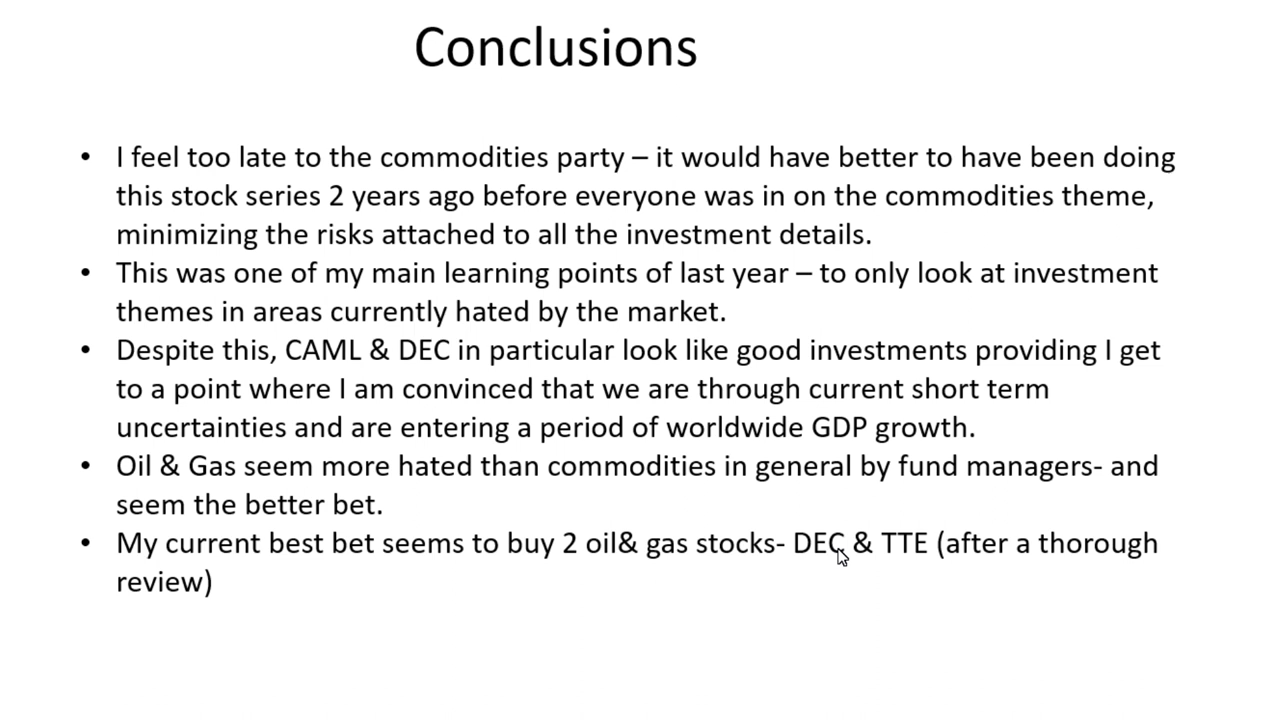 Conclusions
• I feel too late to the commodities party – it would have better to have been doing
this stock series 2 years ago before everyone was in on the commodities theme,
minimizing the risks attached to all the investment details.
• This was one of my main learning points of last year – to only look at investment
themes in areas currently hated by the market.
• Despite this, CAML & DEC in particular look like good investments providing I get
to a point where I am convinced that we are through current short term
uncertainties and are entering a period of worldwide GDP growth.
• Oil & Gas seem more hated than commodities in general by fund managers- and
seem the better bet.
• My current best bet seems to buy 2 oil& gas stocks- DEC & TTE (after a thorough
review)